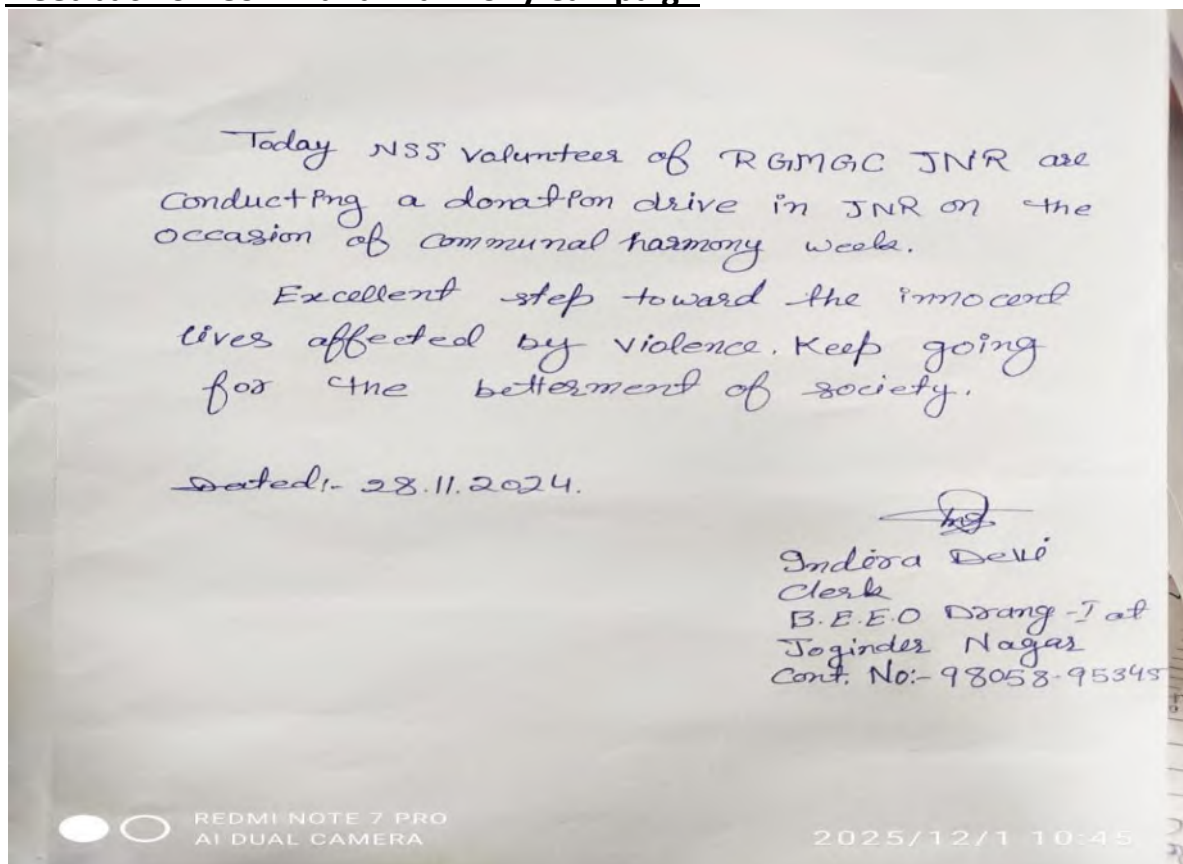 Today NSS volunteer of RGMGC JNR are
conducting a donation drive in JNR on the
occasion of communal harmony week.
Excellent step toward the innocent
lives affected by violence. Keep going
for the betterment of society.
Dated:- 28.11.2024.
Indira Devi
Clerk
B.E.E.O Drang-I at
Joginder Nagar
Cont. No:- 98058-95345
REDMI NOTE 7 PRO
AI DUAL CAMERA
2025/12/1 10:45